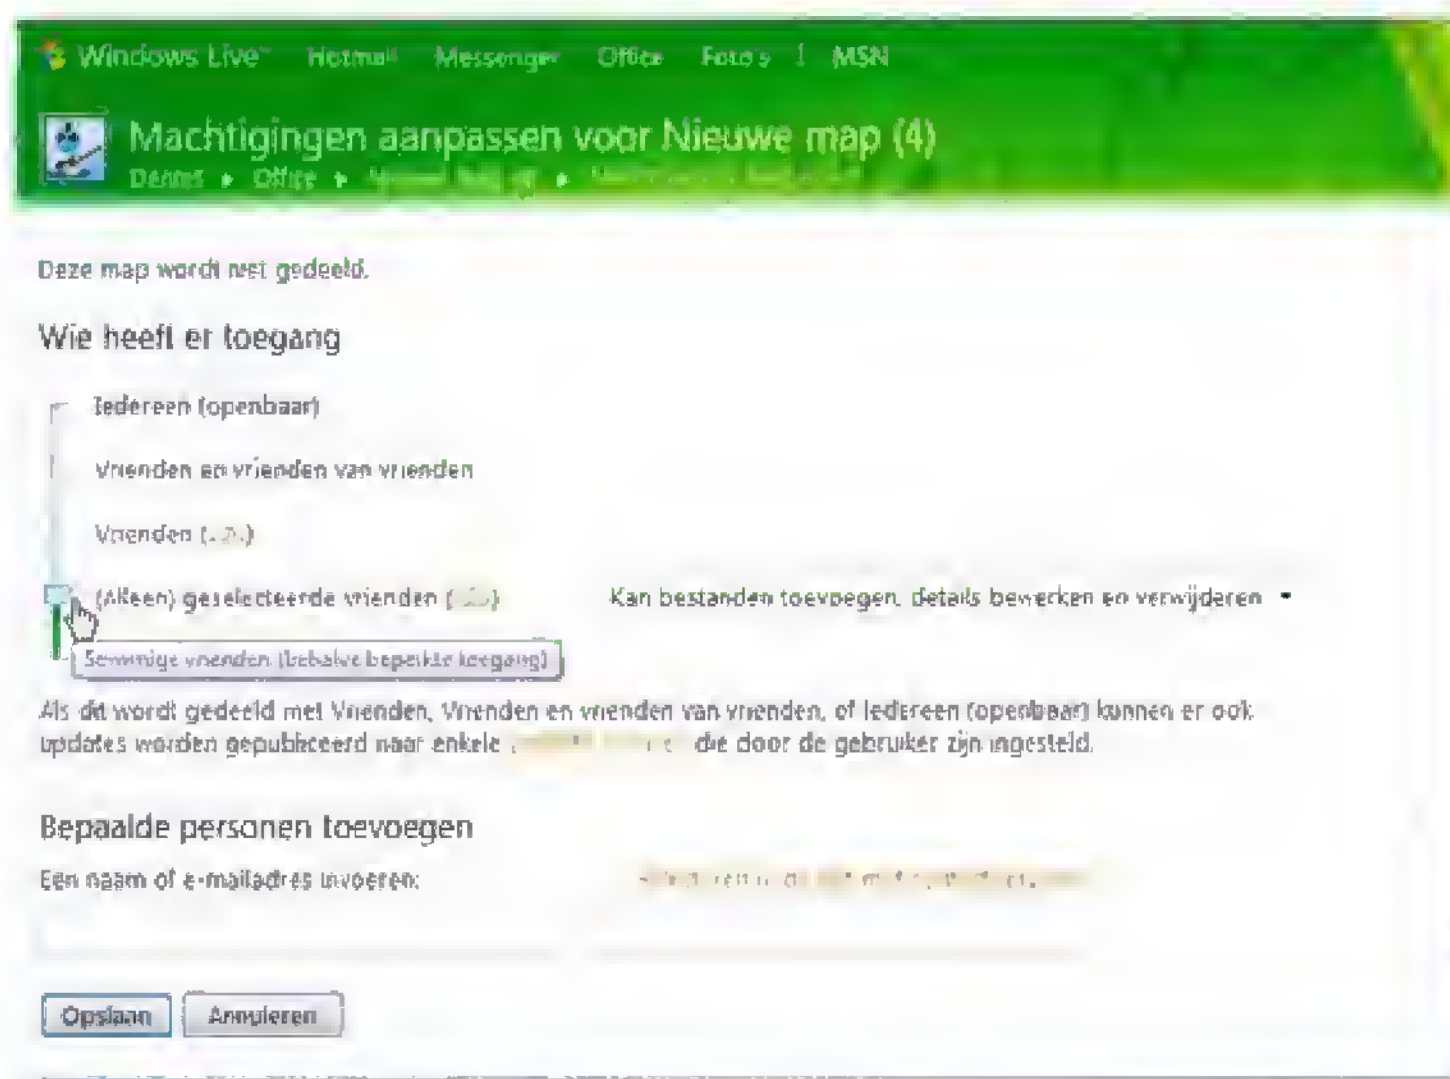 Windows Live™ Hotmail Messenger Office Foto's | MSN
Machtigingen aanpassen voor Nieuwe map (4)
Dennis ▸ Office ▸
Deze map wordt niet gedeeld.
Wie heeft er toegang
Iedereen (openbaar)
Vrienden en vrienden van vrienden
Vrienden
(Alleen) geselecteerde vrienden
Kan bestanden toevoegen, details bewerken en verwijderen
Sommige vrienden (behalve beperkte toegang)
Als dit wordt gedeeld met Vrienden, Vrienden en vrienden van vrienden, of Iedereen (openbaar) kunnen er ook
updates worden gepubliceerd naar enkele die door de gebruiker zijn ingesteld.
Bepaalde personen toevoegen
Een naam of e-mailadres invoeren:
Opslaan Annuleren